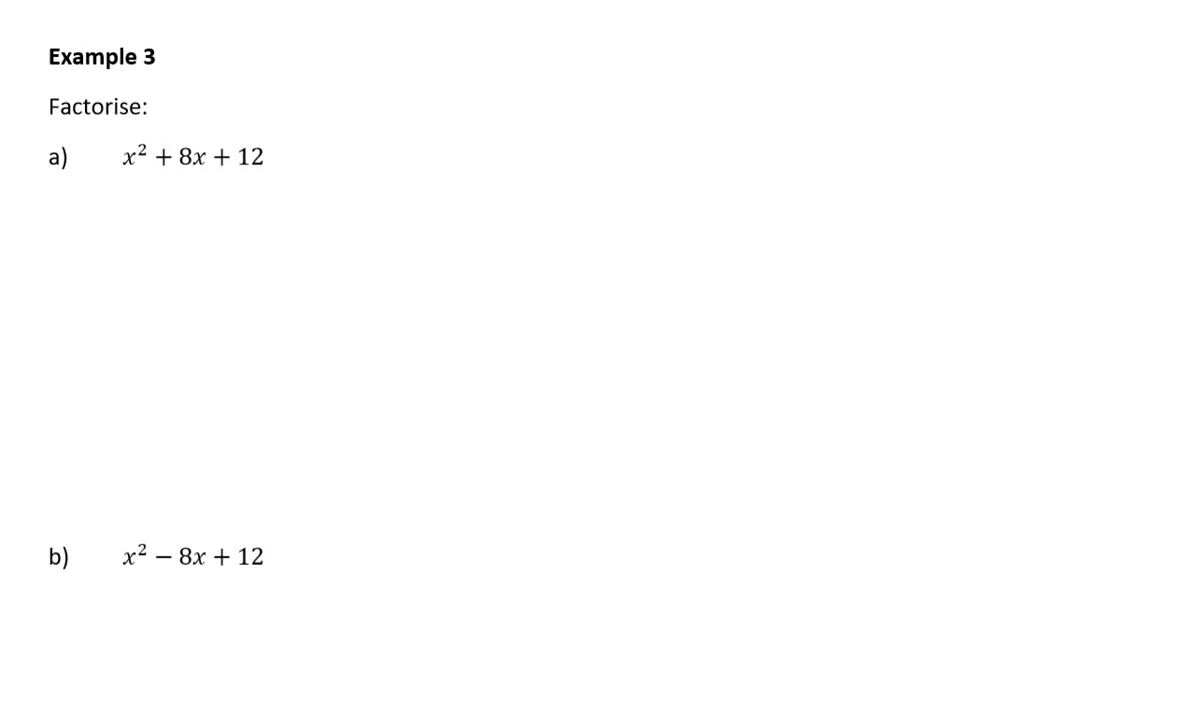 Example 3
Factorise:
a) x² + 8x + 12
b) x² − 8x + 12